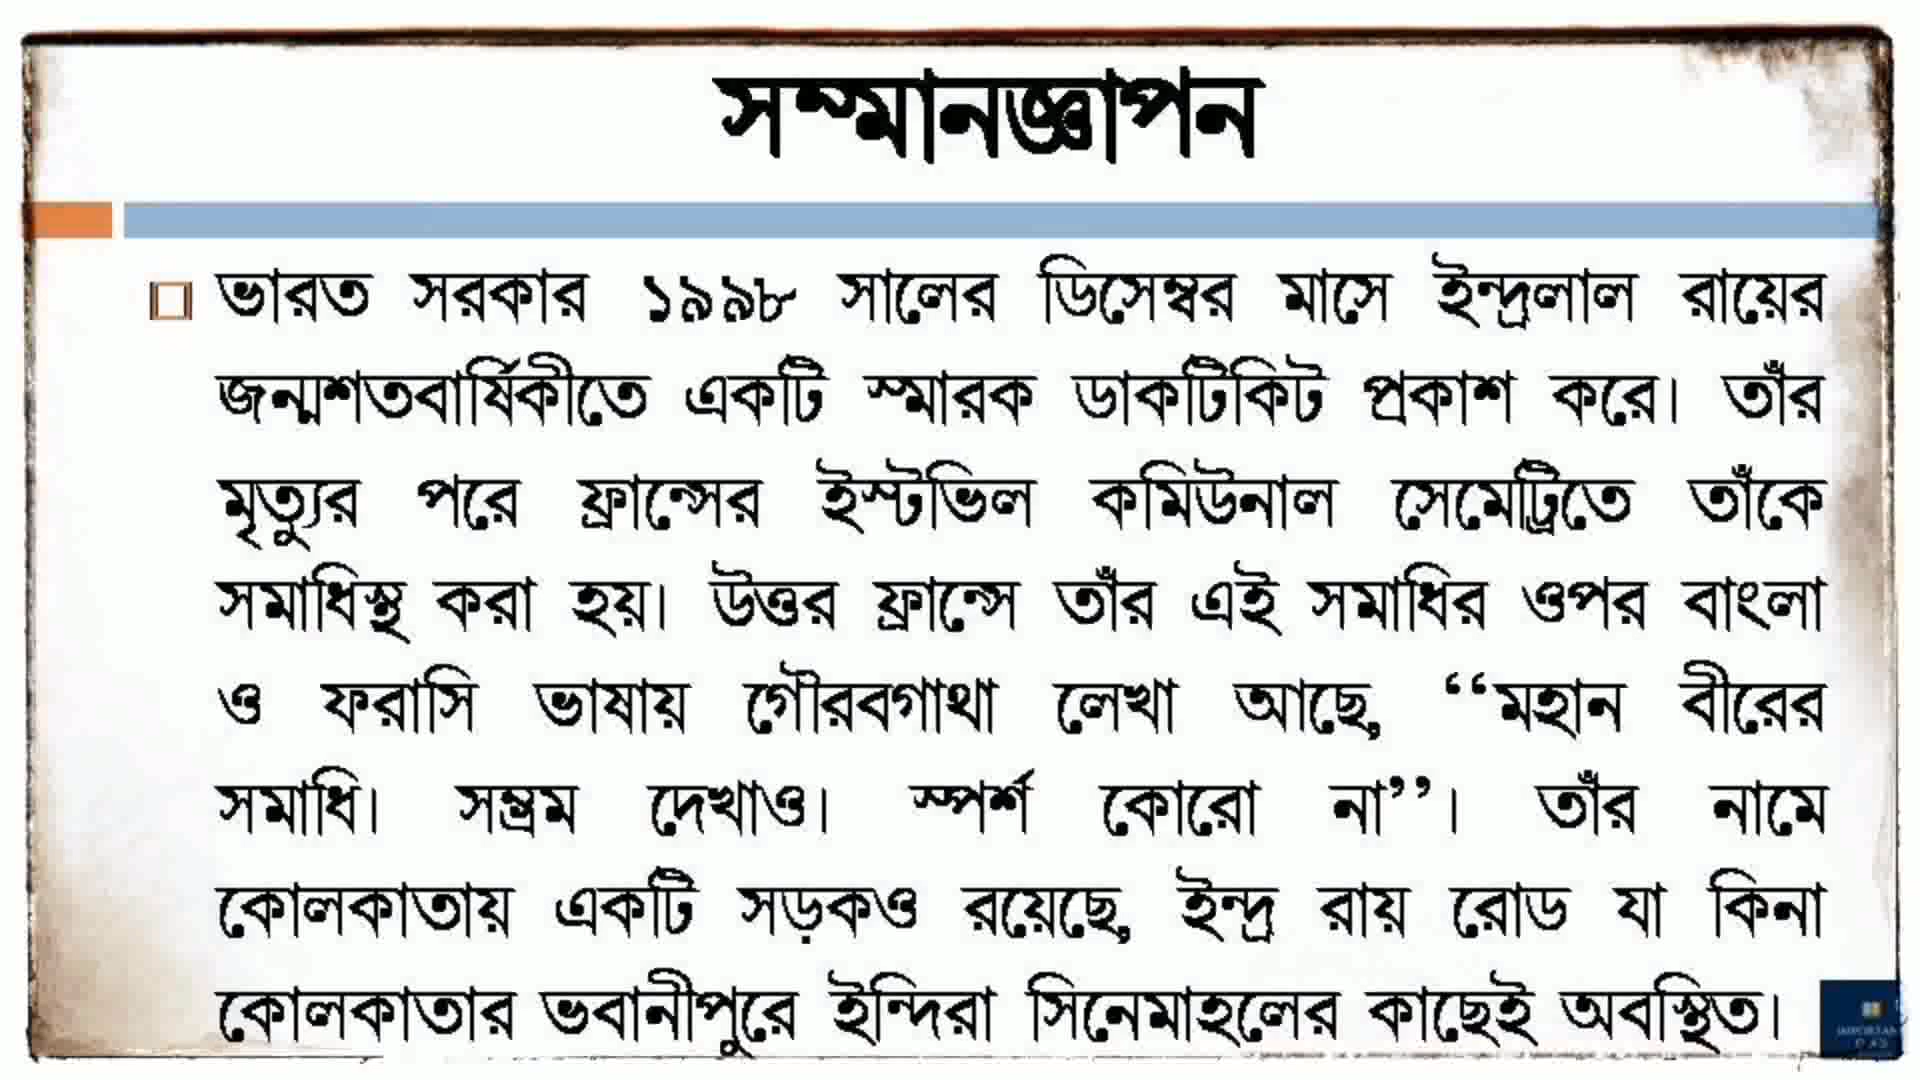 সম্মানজ্ঞাপন
ভারত সরকার ১৯৯৮ সালের ডিসেম্বর মাসে ইন্দ্রলাল রায়ের
জন্মশতবার্ষিকীতে একটি স্মারক ডাকটিকিট প্রকাশ করে। তাঁর
মৃত্যুর পরে ফ্রান্সের ইস্টভিল কমিউনাল সেমেট্রিতে তাঁকে
সমাধিস্থ করা হয়। উত্তর ফ্রান্সে তাঁর এই সমাধির ওপর বাংলা
ও ফরাসি ভাষায় গৌরবগাথা লেখা আছে, ‘‘মহান বীরের
সমাধি। সম্ভ্রম দেখাও। স্পর্শ কোরো না’’। তাঁর নামে
কোলকাতায় একটি সড়কও রয়েছে, ইন্দ্র রায় রোড যা কিনা
কোলকাতার ভবানীপুরে ইন্দিরা সিনেমাহলের কাছেই অবস্থিত।